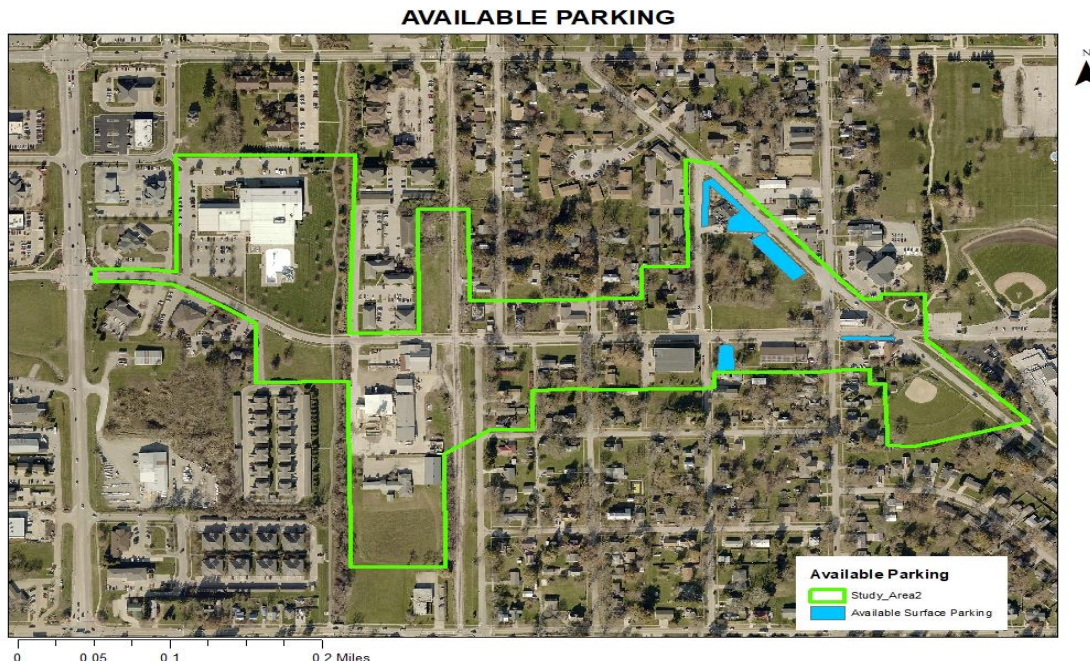 AVAILABLE PARKING
N
Available Parking
Study_Area2
Available Surface Parking
0 0.05 0.1 0.2 Miles